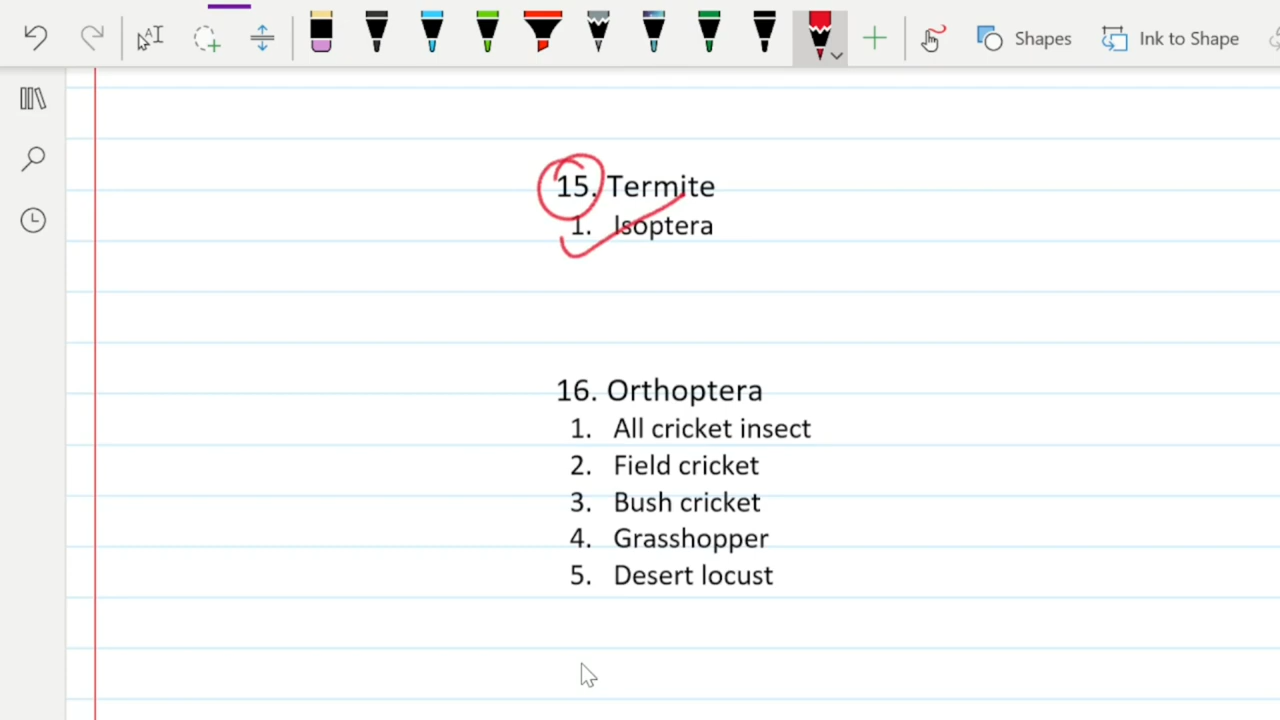 Shapes
Ink to Shape
15. Termite
1. Isoptera
16. Orthoptera
1. All cricket insect
2. Field cricket
3. Bush cricket
4. Grasshopper
5. Desert locust